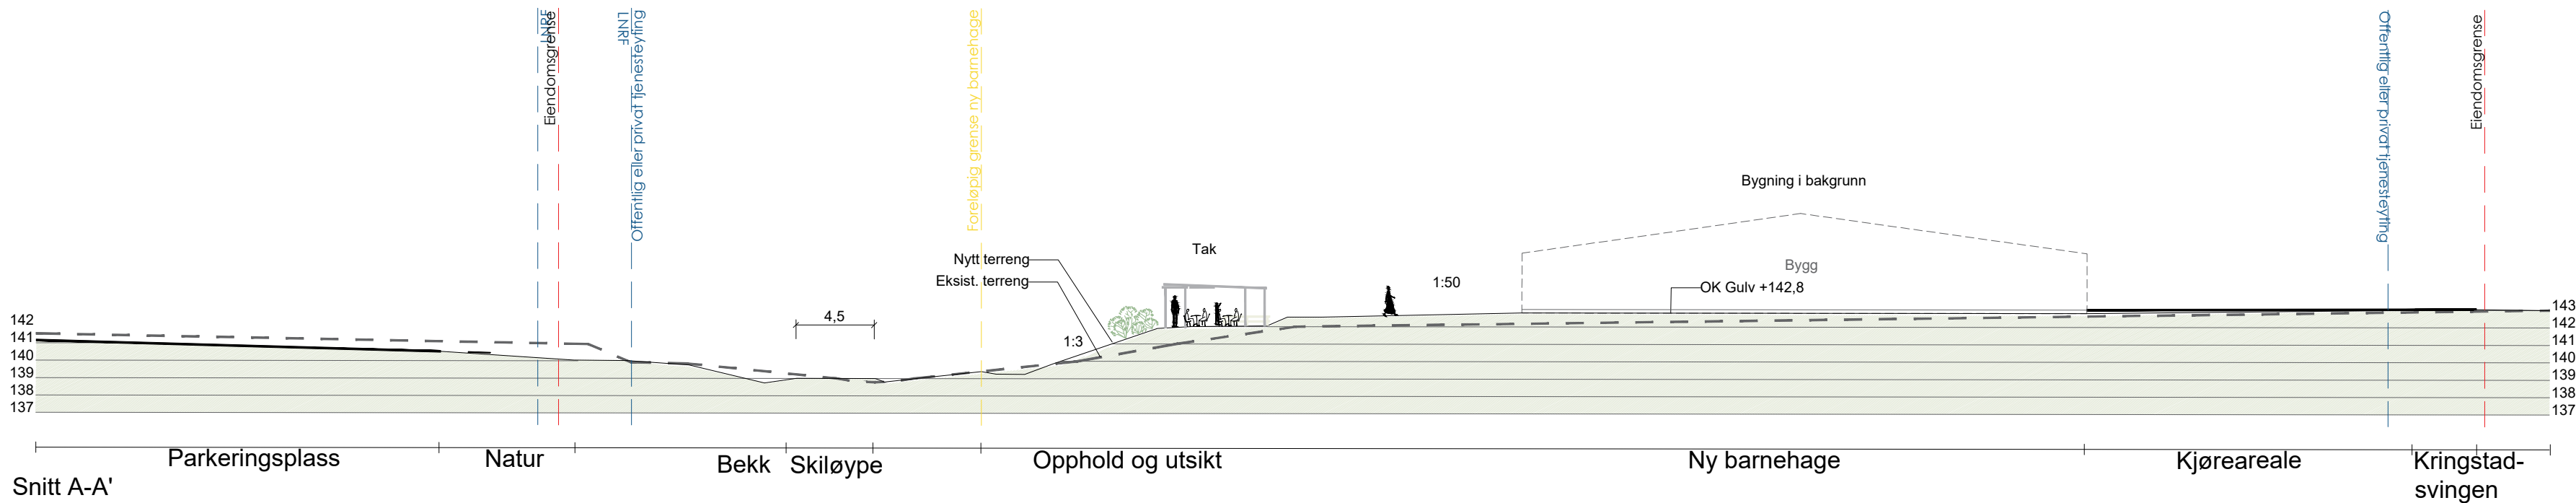 LNRF
Eiendomsgrense
LNRF
Offentlig eller privat tjenesteyting
Foreløpig grense ny barnehage
Offentlig eller privat tjenesteyting
Eiendomsgrense
Bygning i bakgrunn
Tak
Nytt terreng
Eksist. terreng
Bygg
1:50
OK Gulv +142,8
4,5
1:3
142
141
140
139
138
137
143
142
141
140
139
138
137
Parkeringsplass
Natur
Bekk
Skiløype
Opphold og utsikt
Ny barnehage
Kjøreareale
Kringstad-
svingen
Snitt A-A'